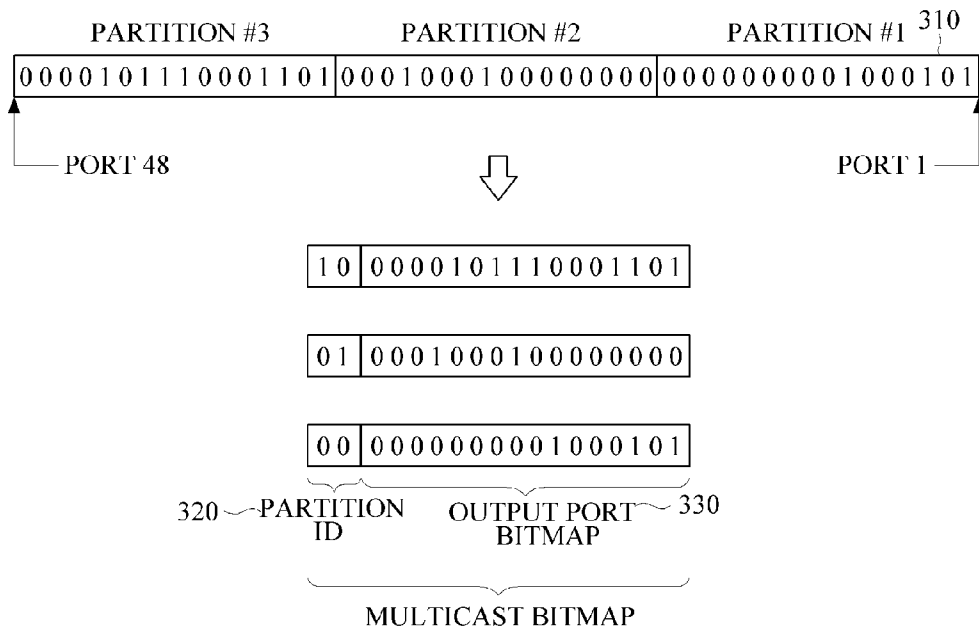 PARTITION #3 PARTITION #2 PARTITION #1 310
0000101110001101 0001000100000000 0000000001000101
PORT 48 PORT 1
10 0000101110001101
01 0001000100000000
00 0000000001000101
320 PARTITION ID OUTPUT PORT BITMAP 330
MULTICAST BITMAP